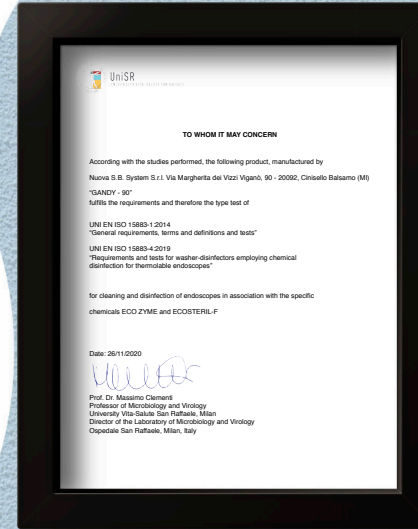 UniSR
TO WHOM IT MAY CONCERN
According with the studies performed, the following product, manufactured by
Nuova S.B. System S.r.l. Via Margherita dei Vizzi Viganò, 90 - 20092, Cinisello Balsamo (MI)
"GANDY - 90"
fulfills the requirements and therefore the type test of
UNI EN ISO 15883-1:2014
"General requirements, terms and definitions and tests"
UNI EN ISO 15883-4:2019
"Requirements and tests for washer-disinfectors employing chemical
disinfection for thermolable endoscopes"
for cleaning and disinfection of endoscopes in association with the specific
chemicals ECO ZYME and ECOSTERIL-F
Date: 26/11/2020
Prof. Dr. Massimo Clementi
Professor of Microbiology and Virology
University Vita-Salute San Raffaele, Milan
Director of the Laboratory of Microbiology and Virology
Ospedale San Raffaele, Milan, Italy